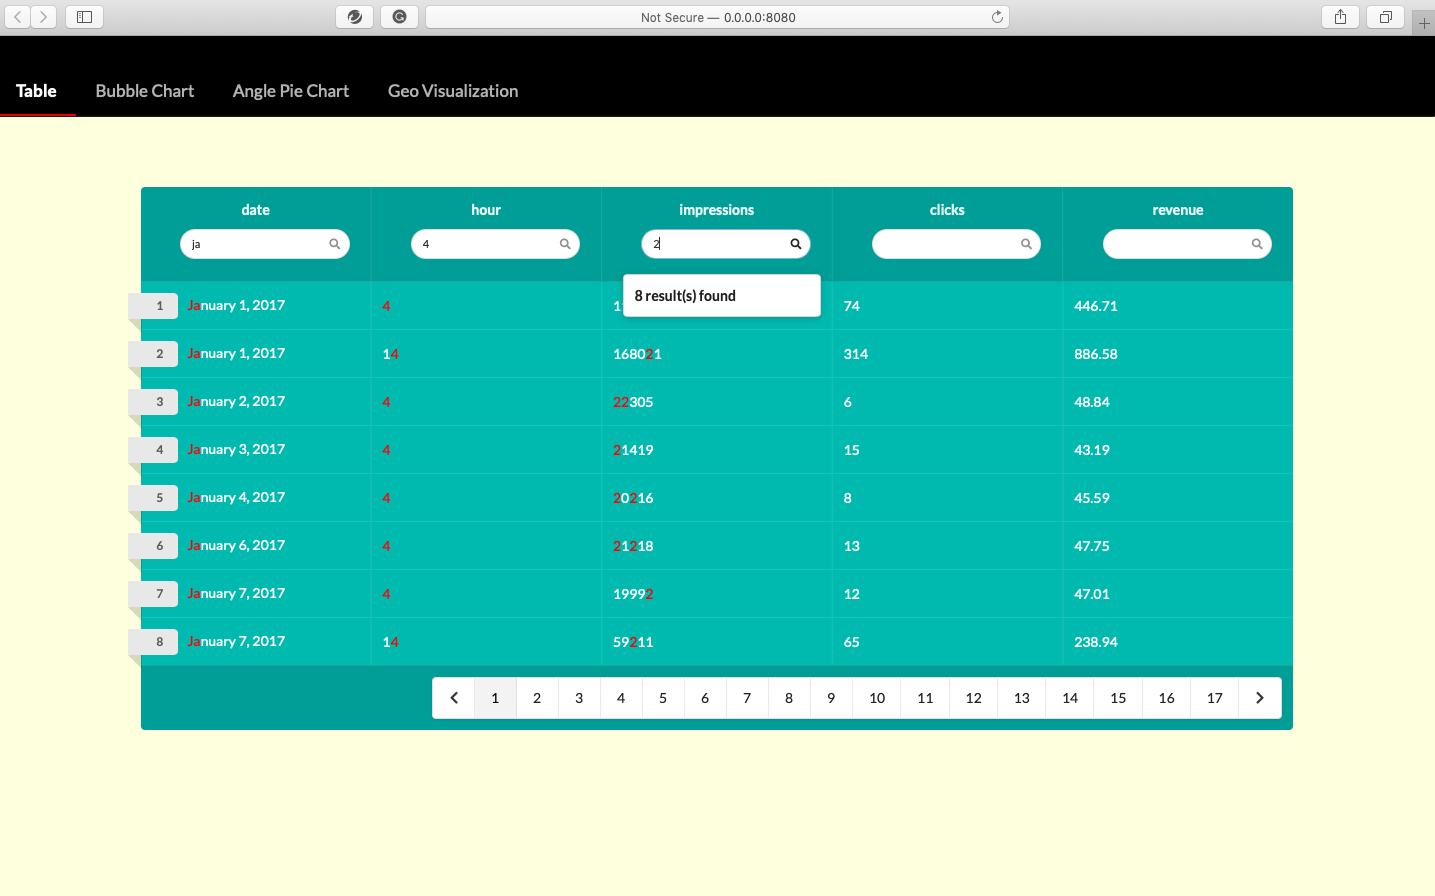 Not Secure — 0.0.0.0:8080
Table Bubble Chart Angle Pie Chart Geo Visualization
date hour impressions clicks revenue
ja 4 2
8 result(s) found
1 January 1, 2017 4 74 446.71
2 January 1, 2017 14 168021 314 886.58
3 January 2, 2017 4 22305 6 48.84
4 January 3, 2017 4 21419 15 43.19
5 January 4, 2017 4 20216 8 45.59
6 January 6, 2017 4 21218 13 47.75
7 January 7, 2017 4 19992 12 47.01
8 January 7, 2017 14 59211 65 238.94
1 2 3 4 5 6 7 8 9 10 11 12 13 14 15 16 17